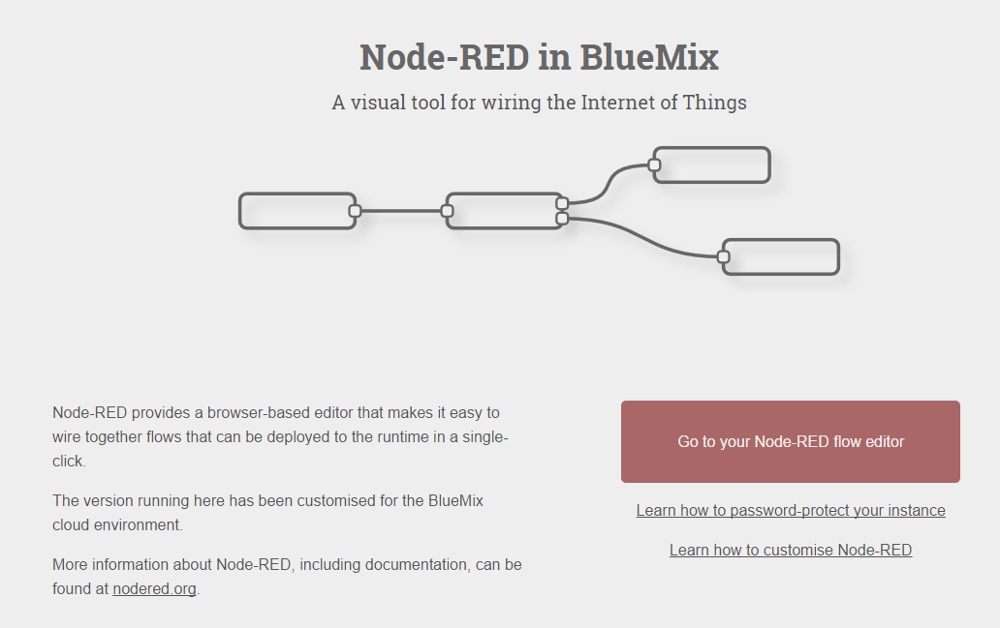 Node-RED in BlueMix
A visual tool for wiring the Internet of Things
Node-RED provides a browser-based editor that makes it easy to
wire together flows that can be deployed to the runtime in a single-
click.
The version running here has been customised for the BlueMix
cloud environment.
More information about Node-RED, including documentation, can be
found at nodered.org.
Go to your Node-RED flow editor
Learn how to password-protect your instance
Learn how to customise Node-RED